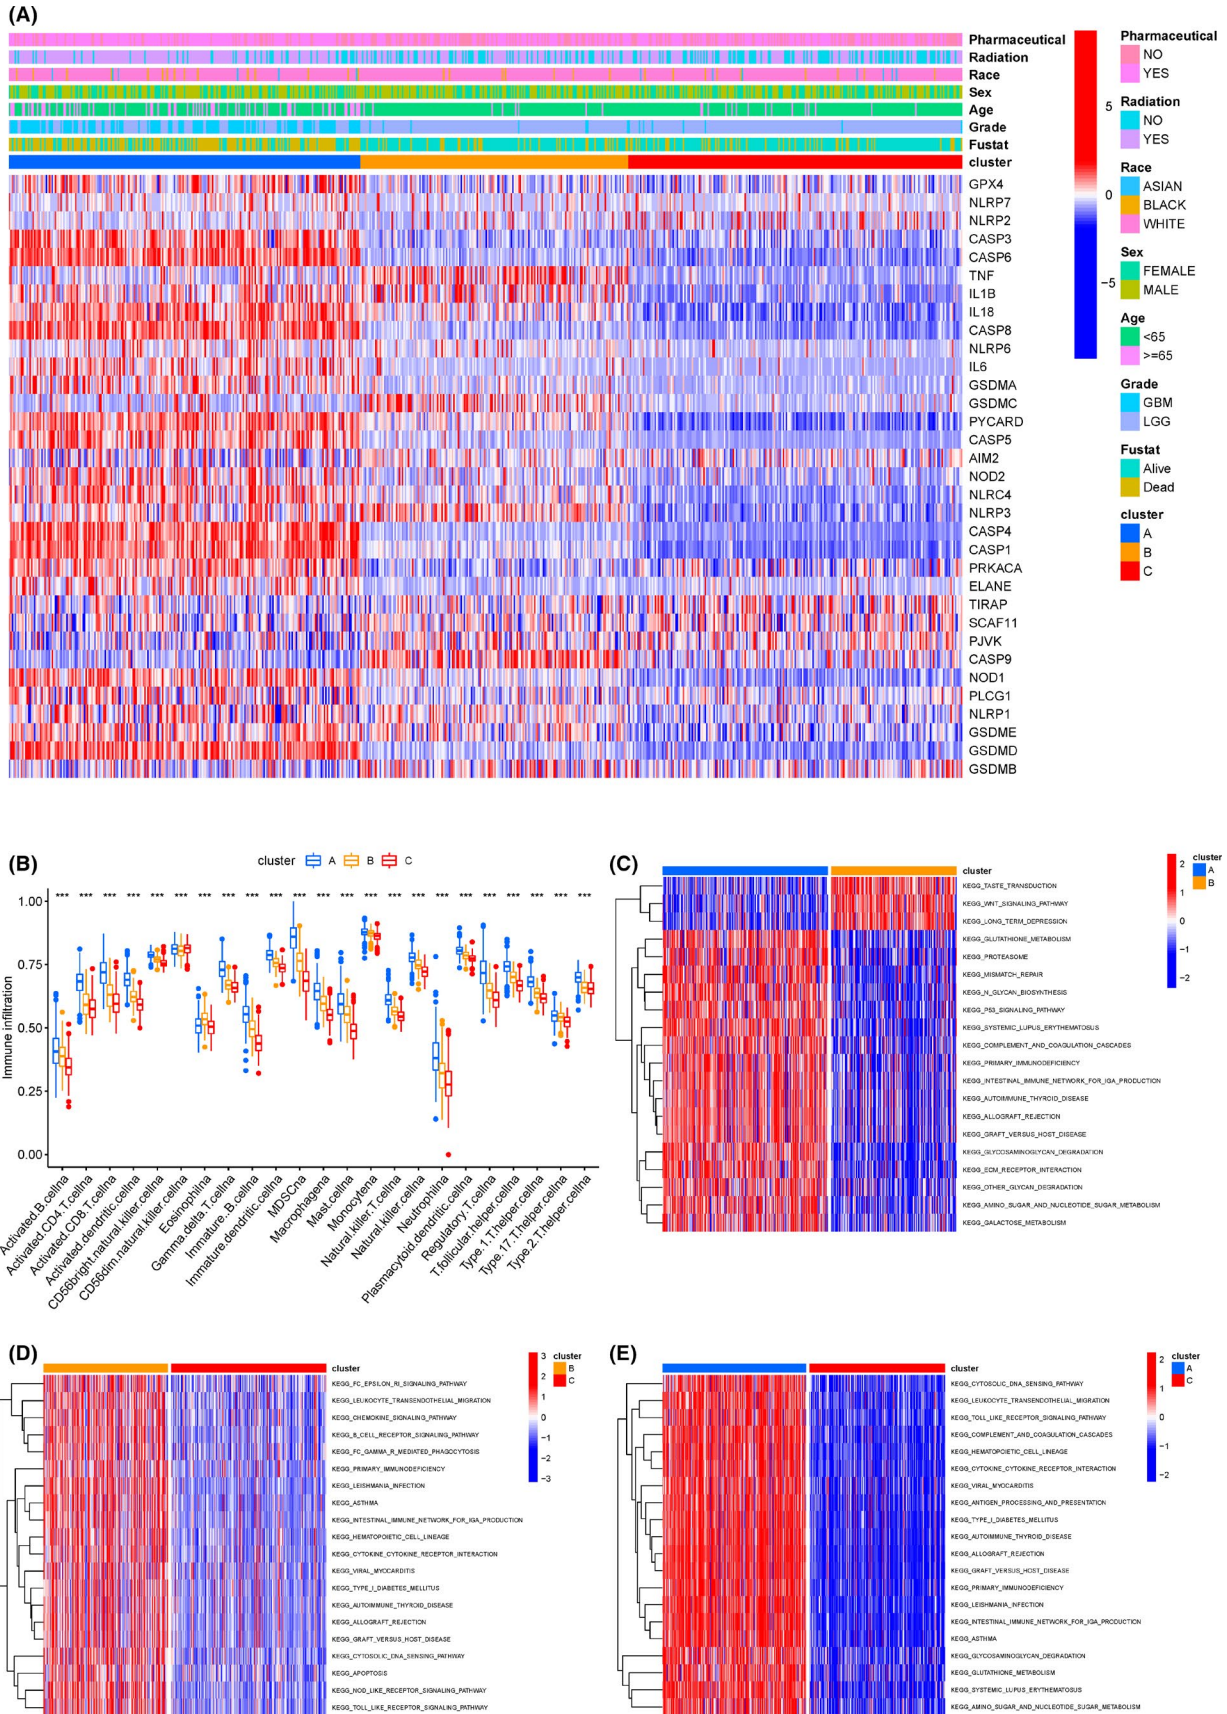 (A)
Pharmaceutical
Radiation
Race
Sex
Age
Grade
Fustat
cluster
GPX4
NLRP7
NLRP2
CASP3
CASP6
TNF
IL1B
IL18
CASP8
NLRP6
IL6
GSDMA
GSDMC
PYCARD
CASP5
AIM2
NOD2
NLRC4
NLRP3
CASP4
CASP1
PRKACA
ELANE
TIRAP
SCAF11
PJVK
CASP9
NOD1
PLCG1
NLRP1
GSDME
GSDMD
GSDMB
5
0
−5
Pharmaceutical
NO
YES
Radiation
NO
YES
Race
ASIAN
BLACK
WHITE
Sex
FEMALE
MALE
Age
<65
>=65
Grade
GBM
LGG
Fustat
Alive
Dead
cluster
A
B
C
(B)
cluster A B C
*** *** *** *** *** *** *** *** *** *** *** *** *** *** *** *** *** *** *** *** *** *** ***
Immune infiltration
1.00
0.75
0.50
0.25
0.00
Activated.B.cellna
Activated.CD4.T.cellna
Activated.CD8.T.cellna
Activated.dendritic.cellna
CD56bright.natural.killer.cellna
CD56dim.natural.killer.cellna
Eosinophilna
Gamma.delta.T.cellna
Immature..B.cellna
Immature.dendritic.cellna
MDSCna
Macrophagena
Mast.cellna
Monocytena
Natural.killer.T.cellna
Natural.killer.cellna
Neutrophilna
Plasmacytoid.dendritic.cellna
Regulatory.T.cellna
T.follicular.helper.cellna
Type.1.T.helper.cellna
Type.17.T.helper.cellna
Type.2.T.helper.cellna
(C)
cluster
KEGG_TASTE_TRANSDUCTION
KEGG_WNT_SIGNALING_PATHWAY
KEGG_LONG_TERM_DEPRESSION
KEGG_GLUTATHIONE_METABOLISM
KEGG_PROTEASOME
KEGG_MISMATCH_REPAIR
KEGG_N_GLYCAN_BIOSYNTHESIS
KEGG_P53_SIGNALING_PATHWAY
KEGG_SYSTEMIC_LUPUS_ERYTHEMATOSUS
KEGG_COMPLEMENT_AND_COAGULATION_CASCADES
KEGG_PRIMARY_IMMUNODEFICIENCY
KEGG_INTESTINAL_IMMUNE_NETWORK_FOR_IGA_PRODUCTION
KEGG_AUTOIMMUNE_THYROID_DISEASE
KEGG_ALLOGRAFT_REJECTION
KEGG_GRAFT_VERSUS_HOST_DISEASE
KEGG_GLYCOSAMINOGLYCAN_DEGRADATION
KEGG_ECM_RECEPTOR_INTERACTION
KEGG_OTHER_GLYCAN_DEGRADATION
KEGG_AMINO_SUGAR_AND_NUCLEOTIDE_SUGAR_METABOLISM
KEGG_GALACTOSE_METABOLISM
2
1
0
−1
−2
cluster
A
B
(D)
cluster
KEGG_FC_EPSILON_RI_SIGNALING_PATHWAY
KEGG_LEUKOCYTE_TRANSENDOTHELIAL_MIGRATION
KEGG_CHEMOKINE_SIGNALING_PATHWAY
KEGG_B_CELL_RECEPTOR_SIGNALING_PATHWAY
KEGG_FC_GAMMA_R_MEDIATED_PHAGOCYTOSIS
KEGG_PRIMARY_IMMUNODEFICIENCY
KEGG_LEISHMANIA_INFECTION
KEGG_ASTHMA
KEGG_INTESTINAL_IMMUNE_NETWORK_FOR_IGA_PRODUCTION
KEGG_HEMATOPOIETIC_CELL_LINEAGE
KEGG_CYTOKINE_CYTOKINE_RECEPTOR_INTERACTION
KEGG_VIRAL_MYOCARDITIS
KEGG_TYPE_I_DIABETES_MELLITUS
KEGG_AUTOIMMUNE_THYROID_DISEASE
KEGG_ALLOGRAFT_REJECTION
KEGG_GRAFT_VERSUS_HOST_DISEASE
KEGG_CYTOSOLIC_DNA_SENSING_PATHWAY
KEGG_APOPTOSIS
KEGG_NOD_LIKE_RECEPTOR_SIGNALING_PATHWAY
KEGG_TOLL_LIKE_RECEPTOR_SIGNALING_PATHWAY
3
2
1
0
−1
−2
−3
cluster
B
C
(E)
cluster
KEGG_CYTOSOLIC_DNA_SENSING_PATHWAY
KEGG_LEUKOCYTE_TRANSENDOTHELIAL_MIGRATION
KEGG_TOLL_LIKE_RECEPTOR_SIGNALING_PATHWAY
KEGG_COMPLEMENT_AND_COAGULATION_CASCADES
KEGG_HEMATOPOIETIC_CELL_LINEAGE
KEGG_CYTOKINE_CYTOKINE_RECEPTOR_INTERACTION
KEGG_VIRAL_MYOCARDITIS
KEGG_ANTIGEN_PROCESSING_AND_PRESENTATION
KEGG_TYPE_I_DIABETES_MELLITUS
KEGG_AUTOIMMUNE_THYROID_DISEASE
KEGG_ALLOGRAFT_REJECTION
KEGG_GRAFT_VERSUS_HOST_DISEASE
KEGG_PRIMARY_IMMUNODEFICIENCY
KEGG_LEISHMANIA_INFECTION
KEGG_INTESTINAL_IMMUNE_NETWORK_FOR_IGA_PRODUCTION
KEGG_ASTHMA
KEGG_GLYCOSAMINOGLYCAN_DEGRADATION
KEGG_GLUTATHIONE_METABOLISM
KEGG_SYSTEMIC_LUPUS_ERYTHEMATOSUS
KEGG_AMINO_SUGAR_AND_NUCLEOTIDE_SUGAR_METABOLISM
2
1
0
−1
−2
cluster
A
C